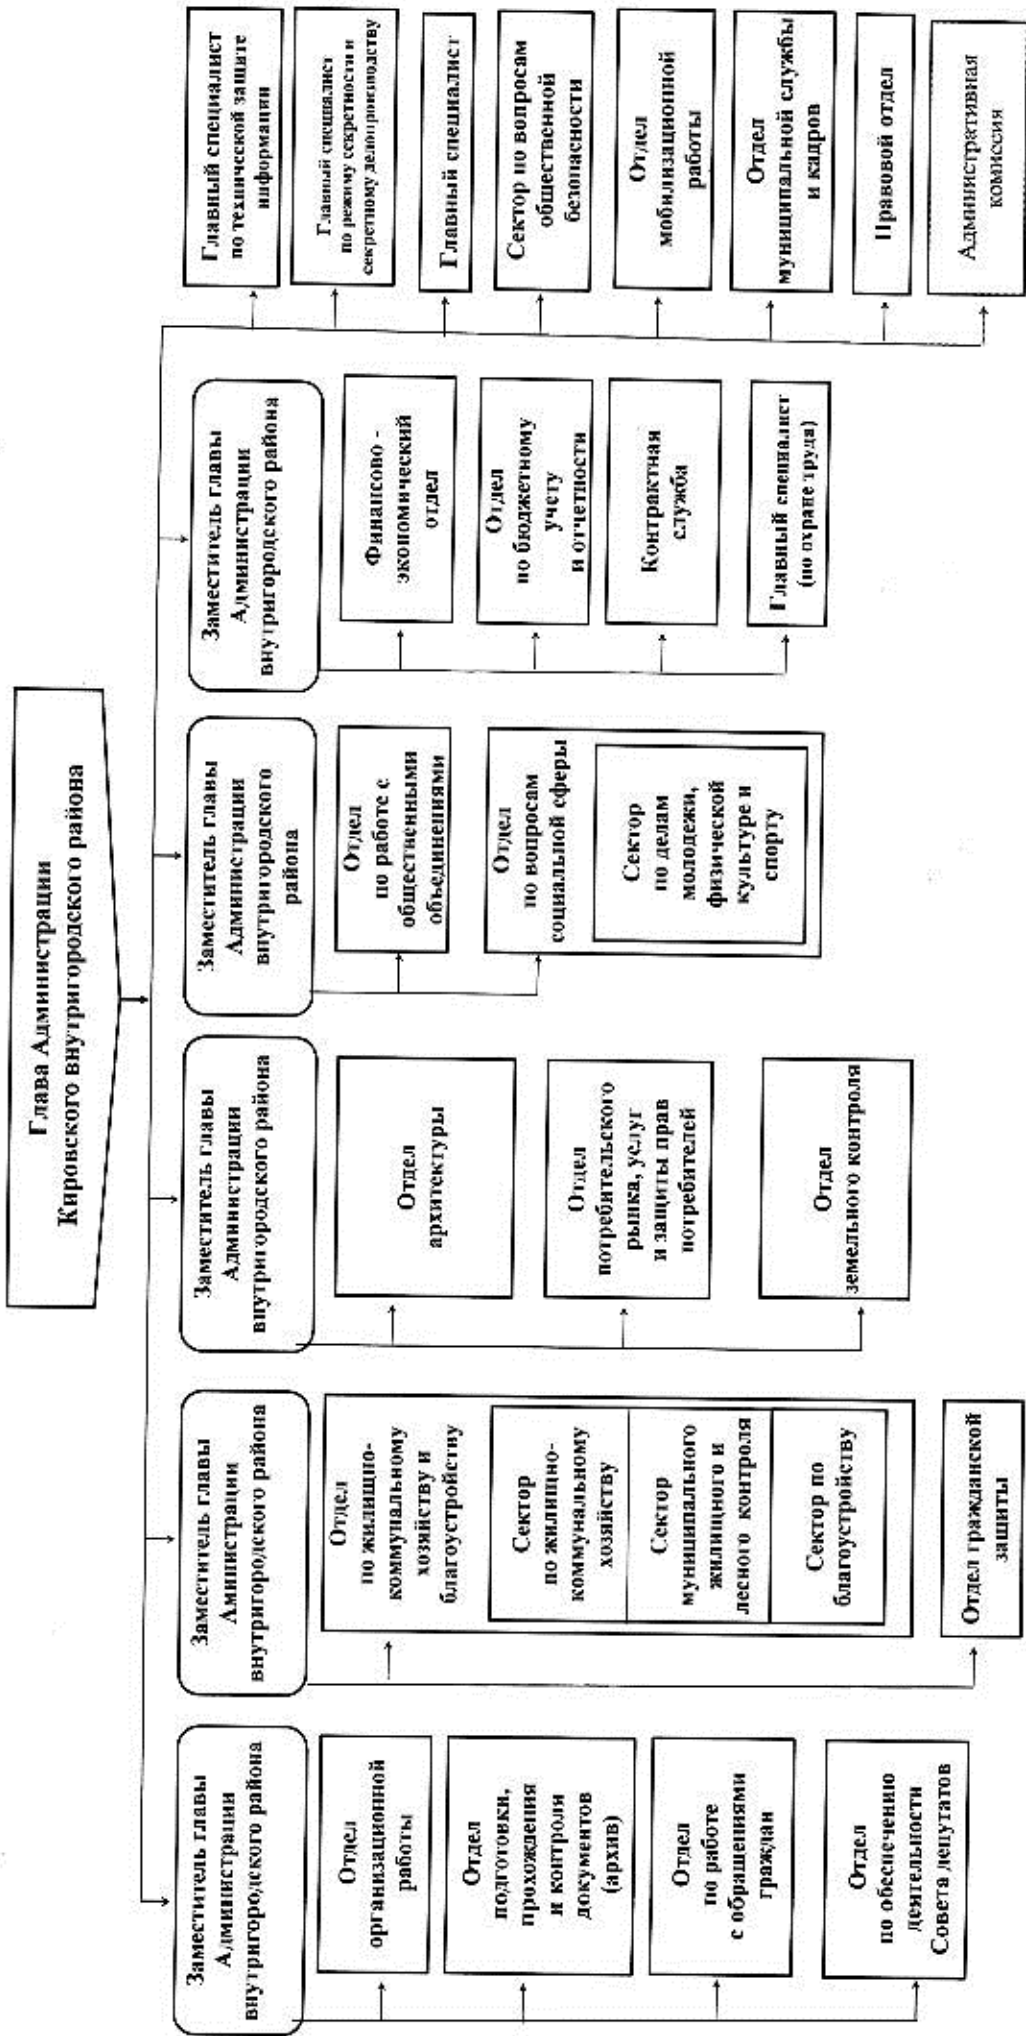 Глава Администрации
Кировского внутригородского района
Заместитель главы
Администрации
внутригородского района
Отдел
организационной
работы
Отдел
подготовки,
прохождения
и контроля
документов
(архив)
Отдел
по работе
с обращениями
граждан
Отдел
по обеспечению
деятельности
Совета депутатов
Заместитель главы
Аминистрации
внутригородского района
Отдел
по жилищно-
коммунальному
хозяйству и
благоустройству
Сектор
по жилищно-
коммунальному
хозяйству
Сектор
муниципального
жилищного и
лесного контроля
Сектор по
благоустройству
Отдел гражданской
защиты
Заместитель главы
Администрации
внутригородского района
Отдел
архитектуры
Отдел
потребительского
рынка, услуг
и защиты прав
потребителей
Отдел
земельного контроля
Заместитель главы
Администрации
внутригородского
района
Отдел
по работе с
общественными
объединениями
Отдел
по вопросам
социальной сферы
Сектор
по делам
молодежи,
физической
культуре и
спорту
Заместитель главы
Администрации
внутригородского района
Финансово -
экономический
отдел
Отдел
по бюджетному
учету
и отчетности
Контрактная
служба
Главный специалист
(по охране труда)
Главный специалист
по технической защите
информации
Главный специалист
по режиму секретности и
секретному делопроизводству
Главный специалист
Сектор по вопросам
общественной
безопасности
Отдел
мобилизационной
работы
Отдел
муниципальной службы
и кадров
Правовой отдел
Административная
комиссия